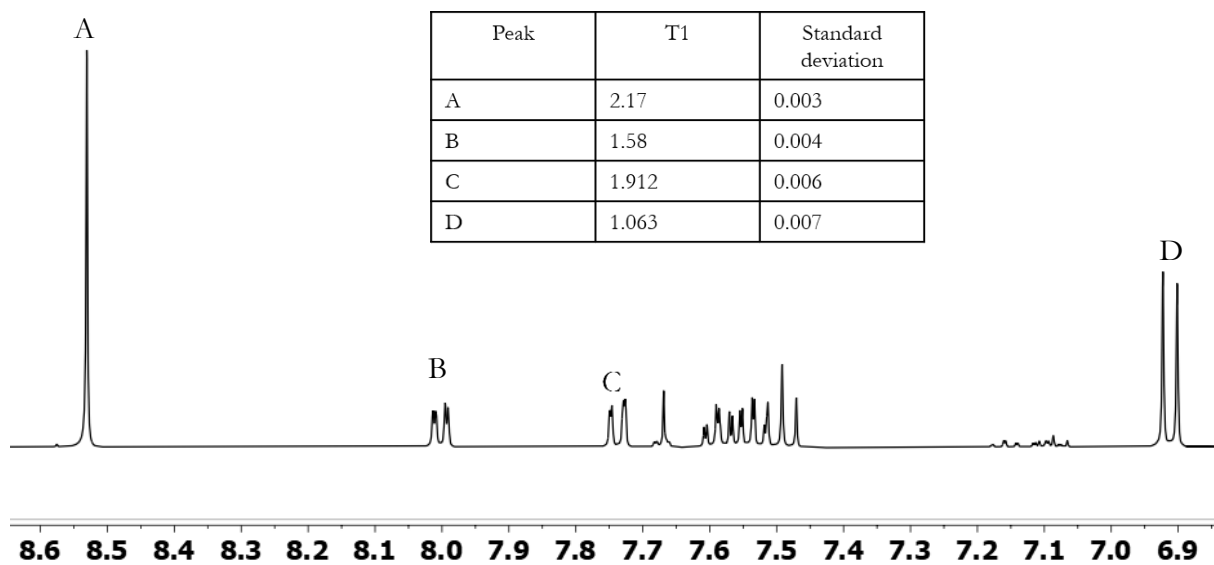 A
Peak T1 Standard deviation
A 2.17 0.003
B 1.58 0.004
C 1.912 0.006
D 1.063 0.007
D
B
C
8.6 8.5 8.4 8.3 8.2 8.1 8.0 7.9 7.8 7.7 7.6 7.5 7.4 7.3 7.2 7.1 7.0 6.9